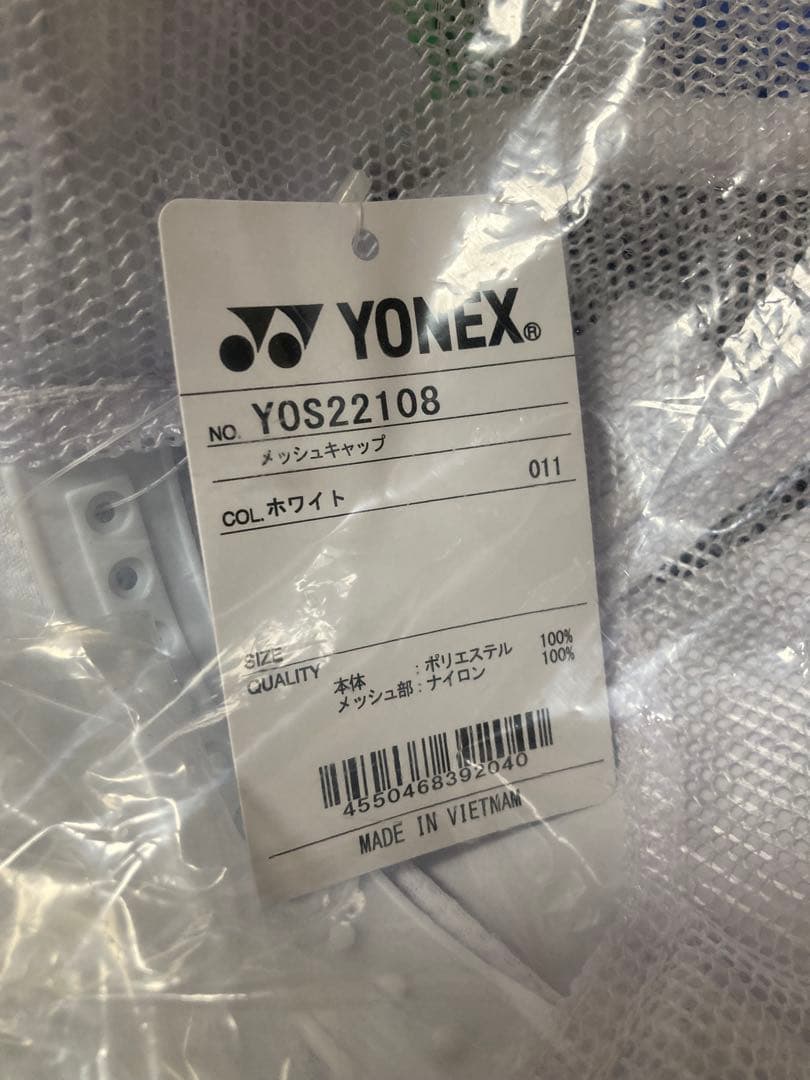 YONEX®
NO. YOS22108
メッシュキャップ
COL. ホワイト 011
SIZE
QUALITY 本体 : ポリエステル 100%
メッシュ部 : ナイロン 100%
4550468392040
MADE IN VIETNAM